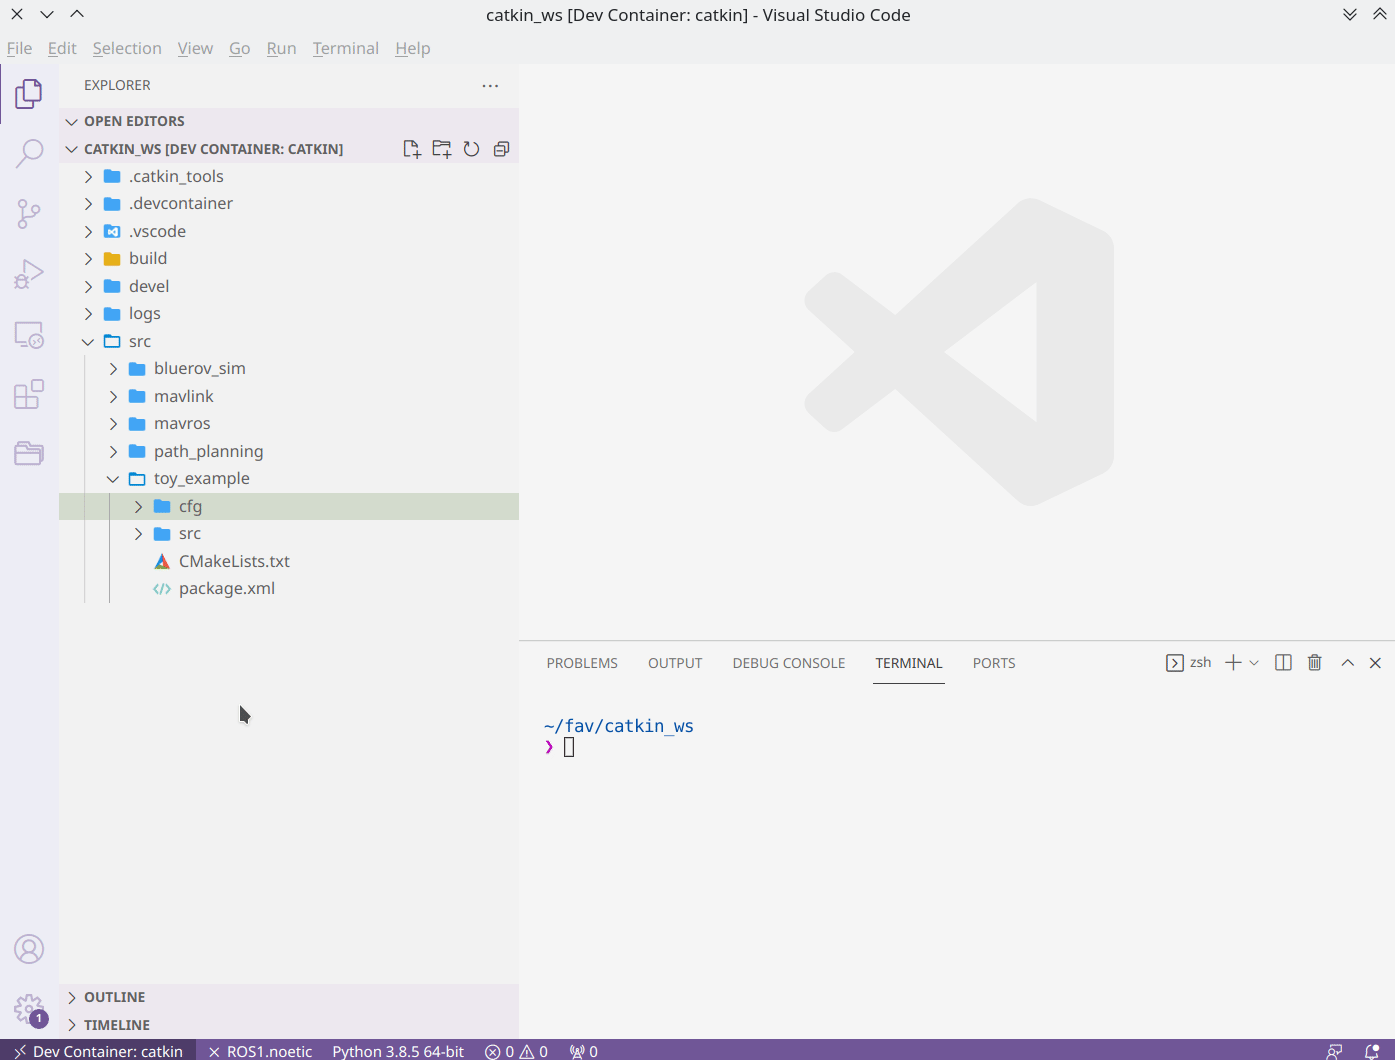 catkin_ws [Dev Container: catkin] - Visual Studio Code
File Edit Selection View Go Run Terminal Help
EXPLORER
OPEN EDITORS
CATKIN_WS [DEV CONTAINER: CATKIN]
.catkin_tools
.devcontainer
.vscode
build
devel
logs
src
bluerov_sim
mavlink
mavros
path_planning
toy_example
cfg
src
CMakeLists.txt
package.xml
OUTLINE
TIMELINE
PROBLEMS OUTPUT DEBUG CONSOLE TERMINAL PORTS zsh
~/fav/catkin_ws
❯
1
Dev Container: catkin ROS1.noetic Python 3.8.5 64-bit 0 0 0